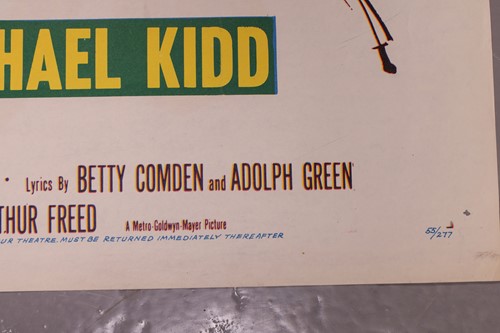 HAEL KIDD
• Lyrics By BETTY COMDEN and ADOLPH GREEN
THUR FREED A Metro-Goldwyn-Mayer Picture
UR THEATRE. MUST BE RETURNED IMMEDIATELY THEREAFTER
55/277